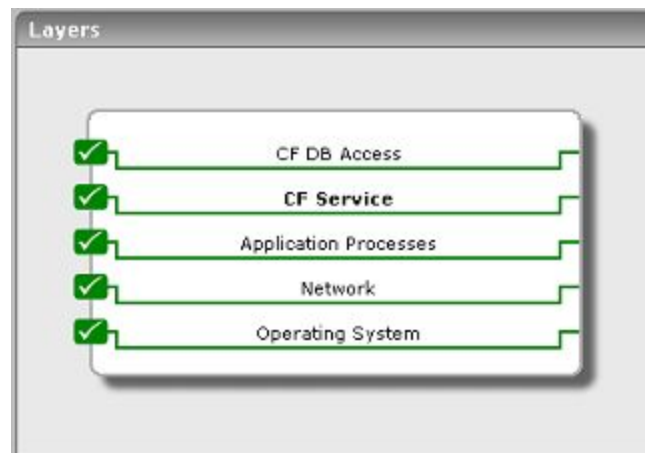 Layers
CF DB Access
CF Service
Application Processes
Network
Operating System